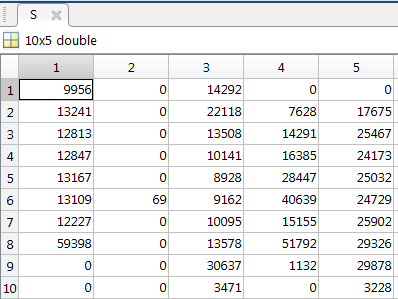 S
10x5 double
1 2 3 4 5
1 9956 0 14292 0 0
2 13241 0 22118 7628 17675
3 12813 0 13508 14291 25467
4 12847 0 10141 16385 24173
5 13167 0 8928 28447 25032
6 13109 69 9162 40639 24729
7 12227 0 10095 15155 25902
8 59398 0 13578 51792 29326
9 0 0 30637 1132 29878
10 0 0 3471 0 3228